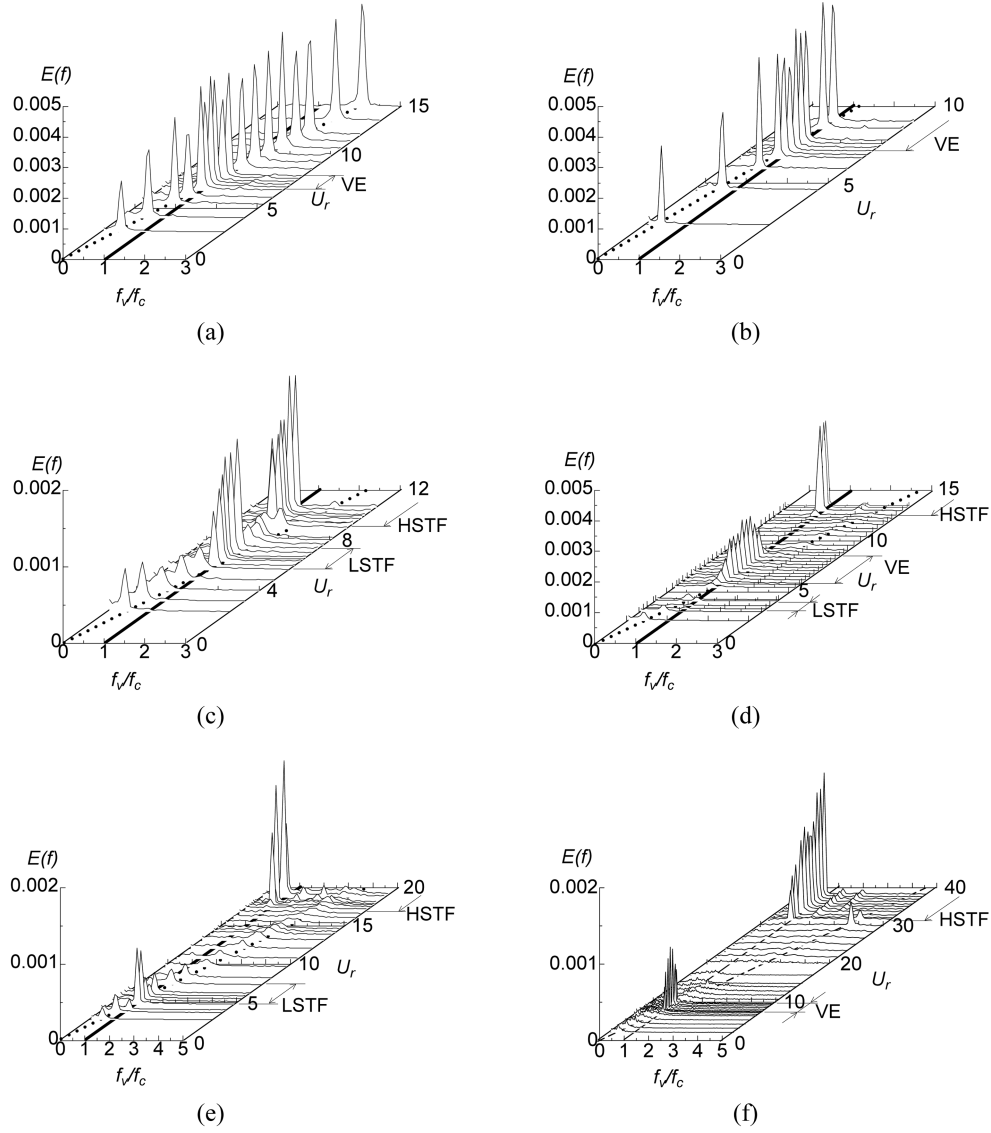 E(f)
0.005
0.004
0.003
0.002
0.001
0
0 1 2 3
f_v/f_c
0
5
10
15
U_r
VE
(a)
E(f)
0.005
0.004
0.003
0.002
0.001
0
0 1 2 3
f_v/f_c
0
5
10
U_r
VE
(b)
E(f)
0.002
0.001
0
0 1 2 3
f_v/f_c
0
4
8
12
U_r
HSTF
LSTF
(c)
E(f)
0.005
0.004
0.003
0.002
0.001
0
0 1 2 3
f_v/f_c
0
5
10
15
U_r
HSTF
VE
LSTF
(d)
E(f)
0.002
0.001
0
0 1 2 3 4 5
f_v/f_c
0
5
10
15
20
U_r
HSTF
LSTF
(e)
E(f)
0.002
0.001
0
0 1 2 3 4 5
f_v/f_c
0
10
20
30
40
U_r
HSTF
VE
(f)